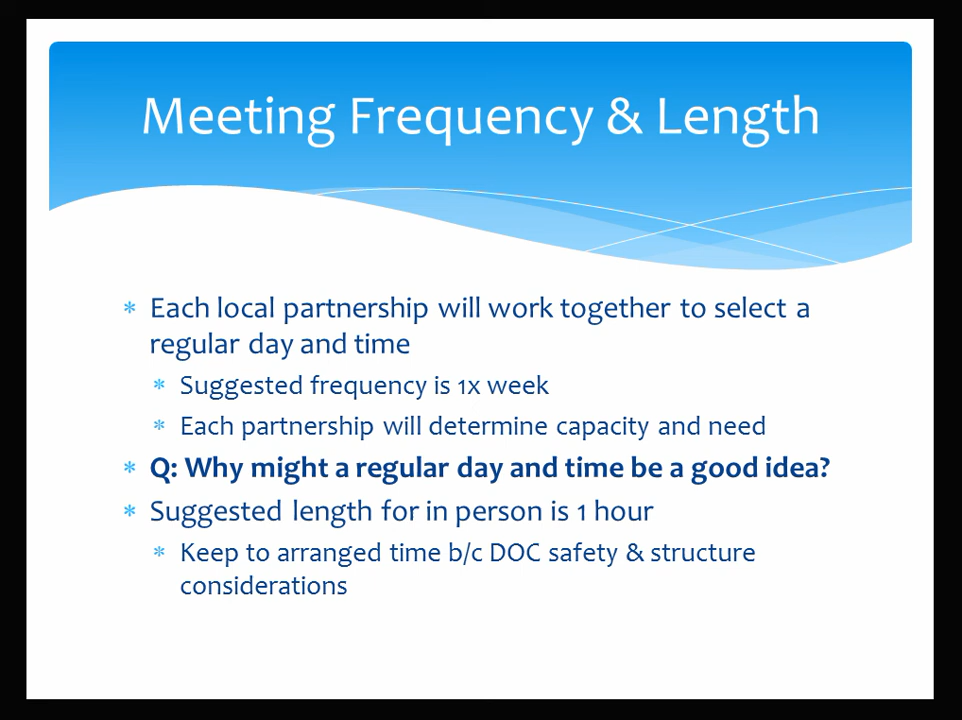 Meeting Frequency & Length
* Each local partnership will work together to select a
regular day and time
* Suggested frequency is 1x week
* Each partnership will determine capacity and need
* Q: Why might a regular day and time be a good idea?
* Suggested length for in person is 1 hour
* Keep to arranged time b/c DOC safety & structure
considerations